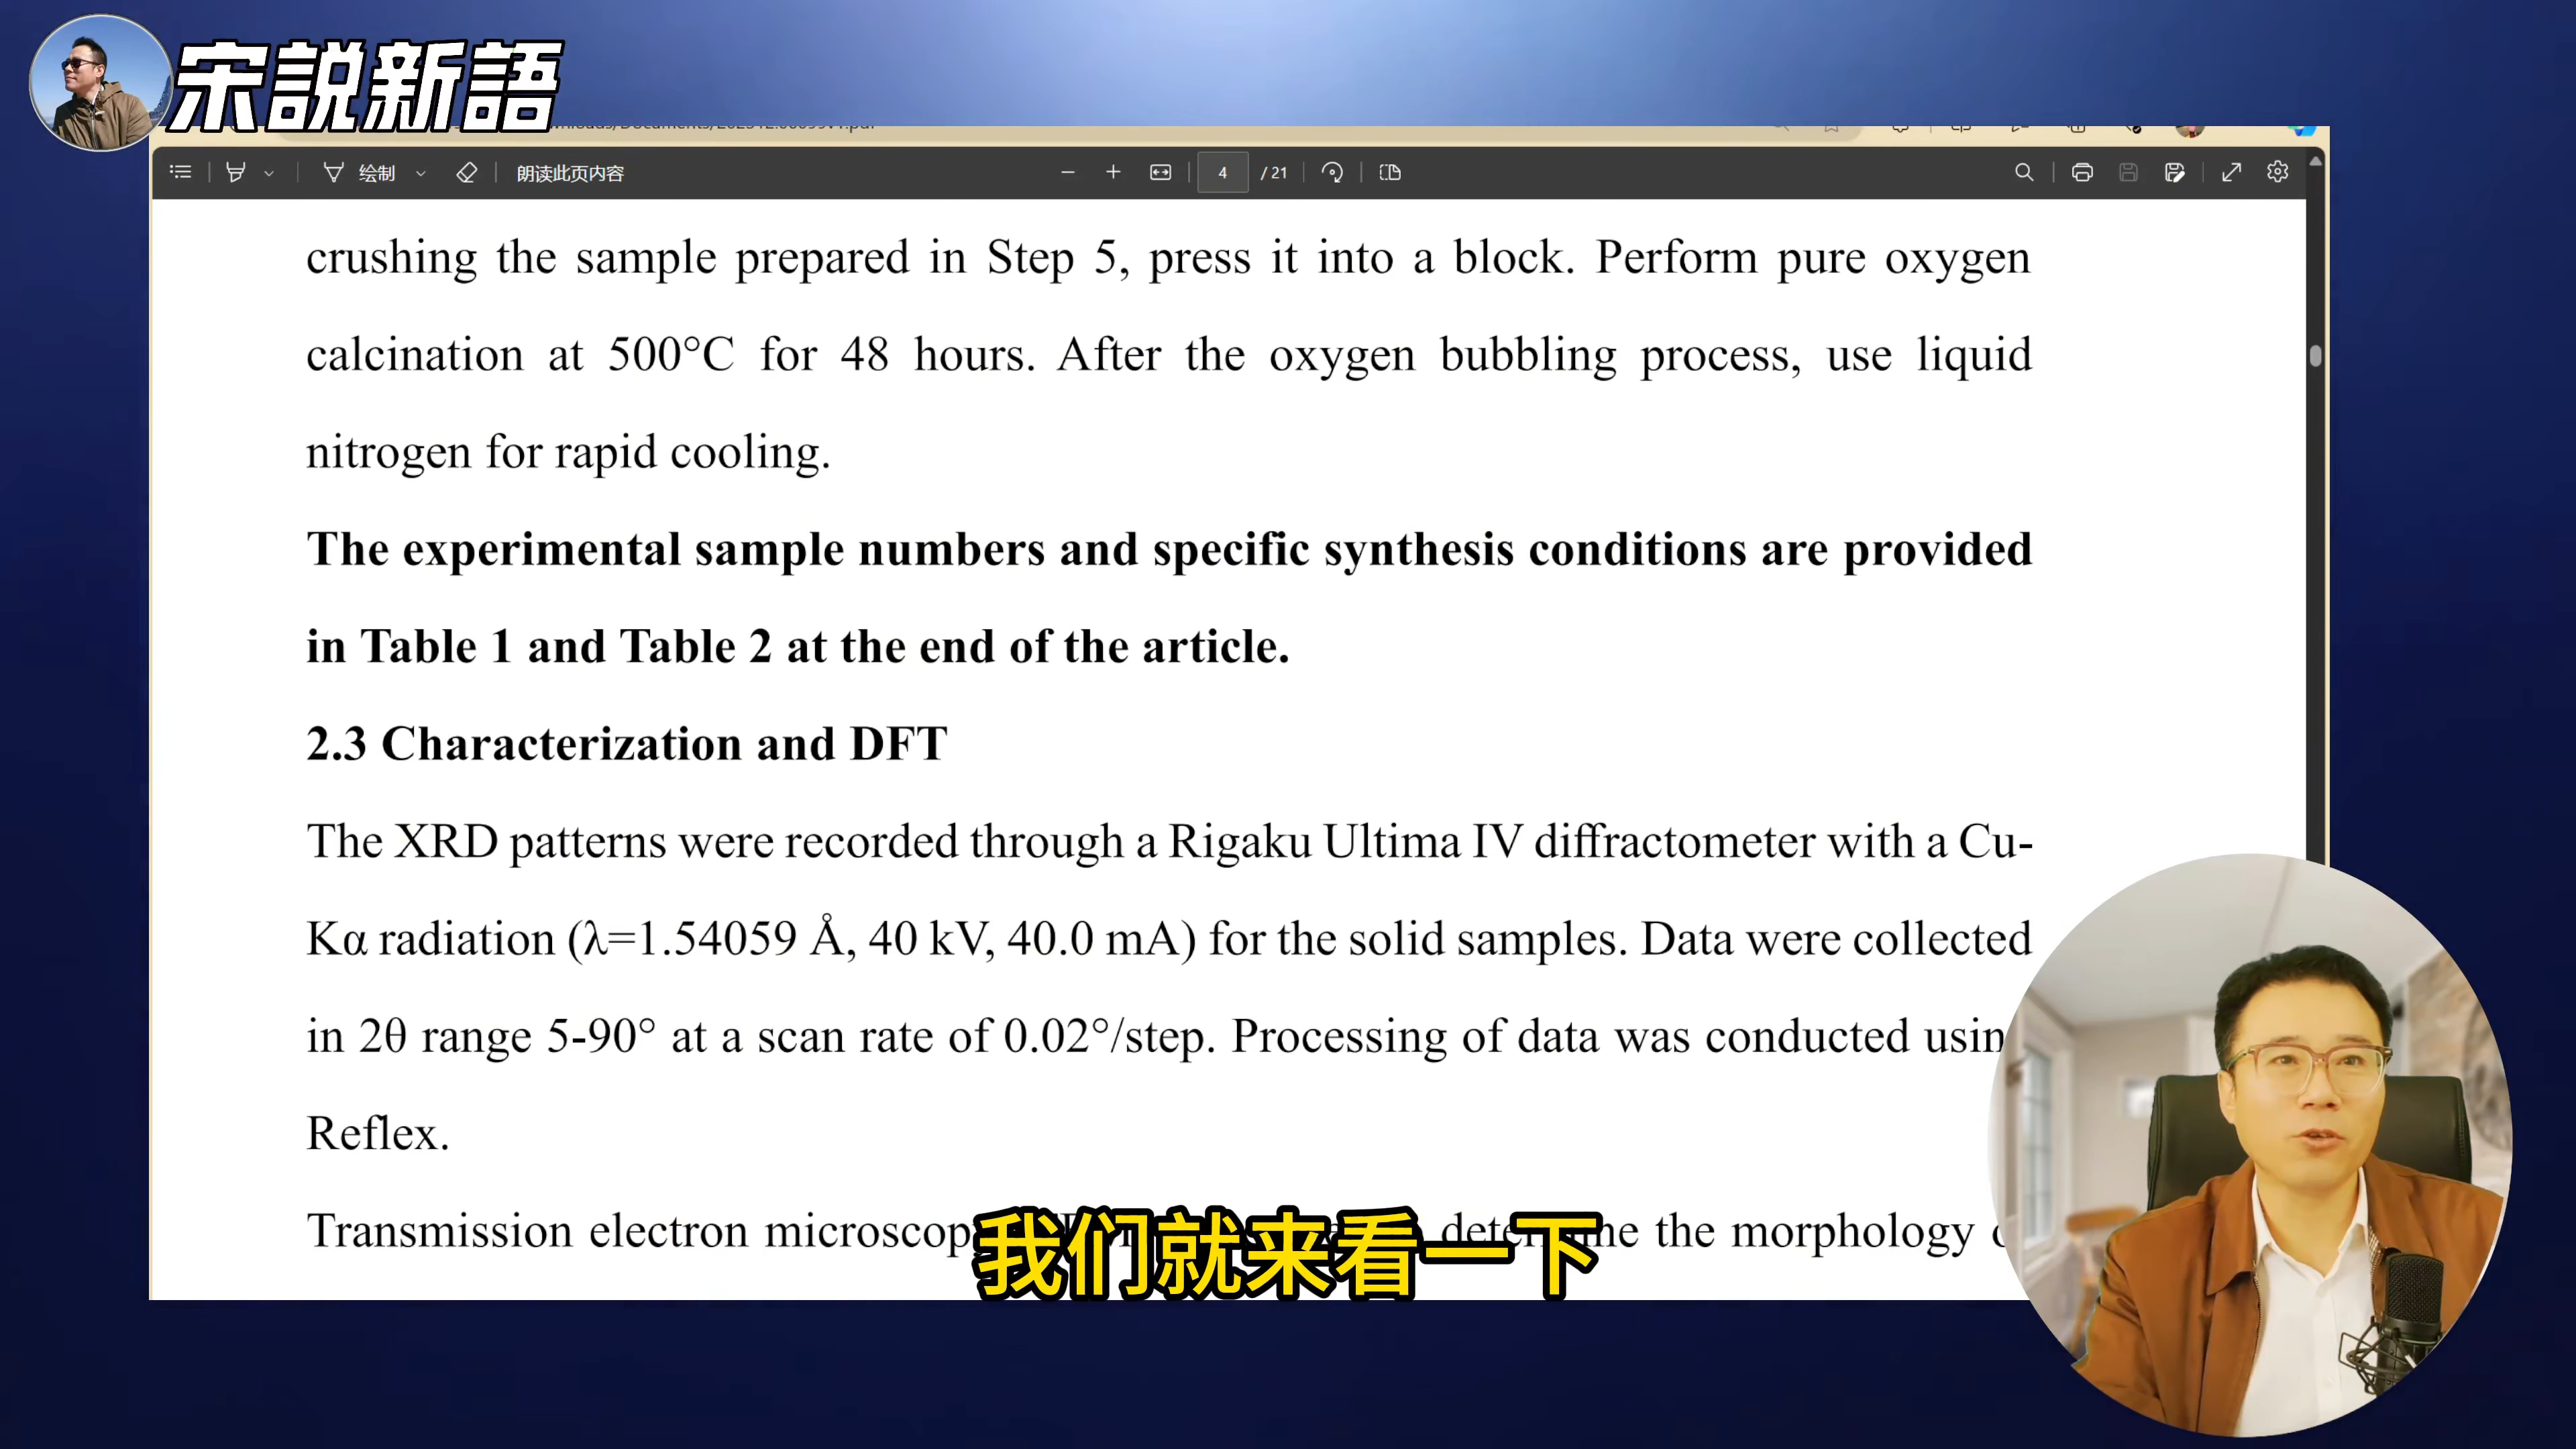 宋説新語
朗读此页内容
绘制
4 / 21
crushing the sample prepared in Step 5, press it into a block. Perform pure oxygen
calcination at 500°C for 48 hours. After the oxygen bubbling process, use liquid
nitrogen for rapid cooling.
The experimental sample numbers and specific synthesis conditions are provided
in Table 1 and Table 2 at the end of the article.
2.3 Characterization and DFT
The XRD patterns were recorded through a Rigaku Ultima IV diffractometer with a Cu-
Kα radiation (λ=1.54059 Å, 40 kV, 40.0 mA) for the solid samples. Data were collected
in 2θ range 5-90° at a scan rate of 0.02°/step. Processing of data was conducted
Reflex.
Transmission electron the morphology
我们就来看一下